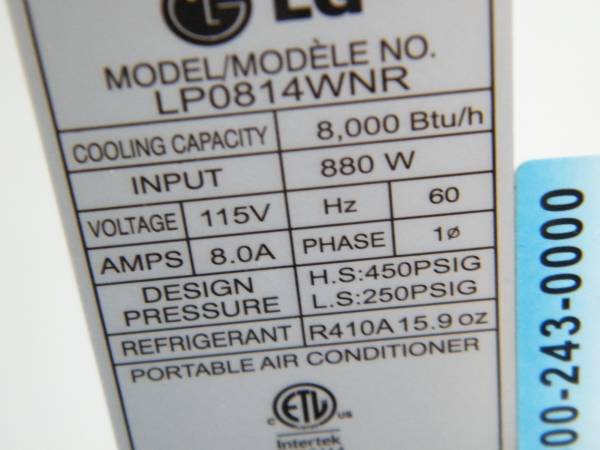 LG
MODEL/MODÈLE NO.
LP0814WNR
COOLING CAPACITY 8,000 Btu/h
INPUT 880 W
VOLTAGE 115V Hz 60
AMPS 8.0A PHASE 1ø
DESIGN PRESSURE H.S:450PSIG
L.S:250PSIG
REFRIGERANT R410A 15.9 oz
PORTABLE AIR CONDITIONER
C ETL US
Intertek
00-243-0000